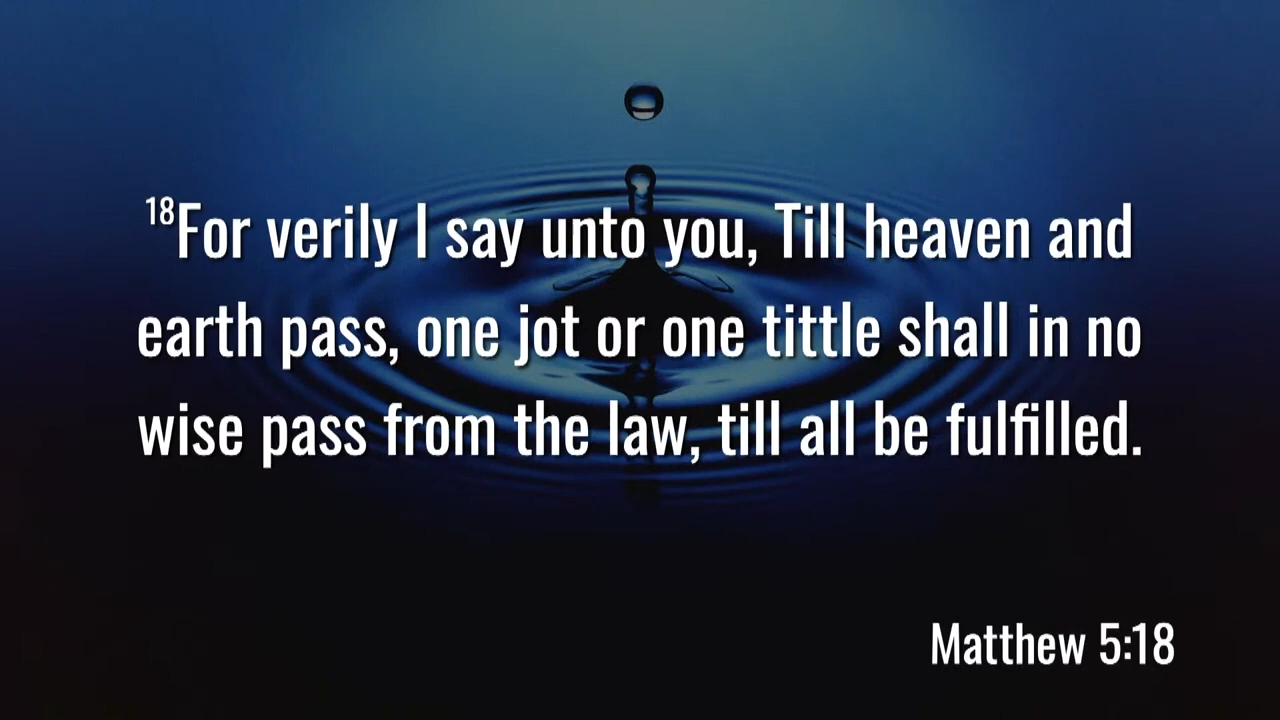 18For verily I say unto you, Till heaven and
earth pass, one jot or one tittle shall in no
wise pass from the law, till all be fulfilled.
Matthew 5:18